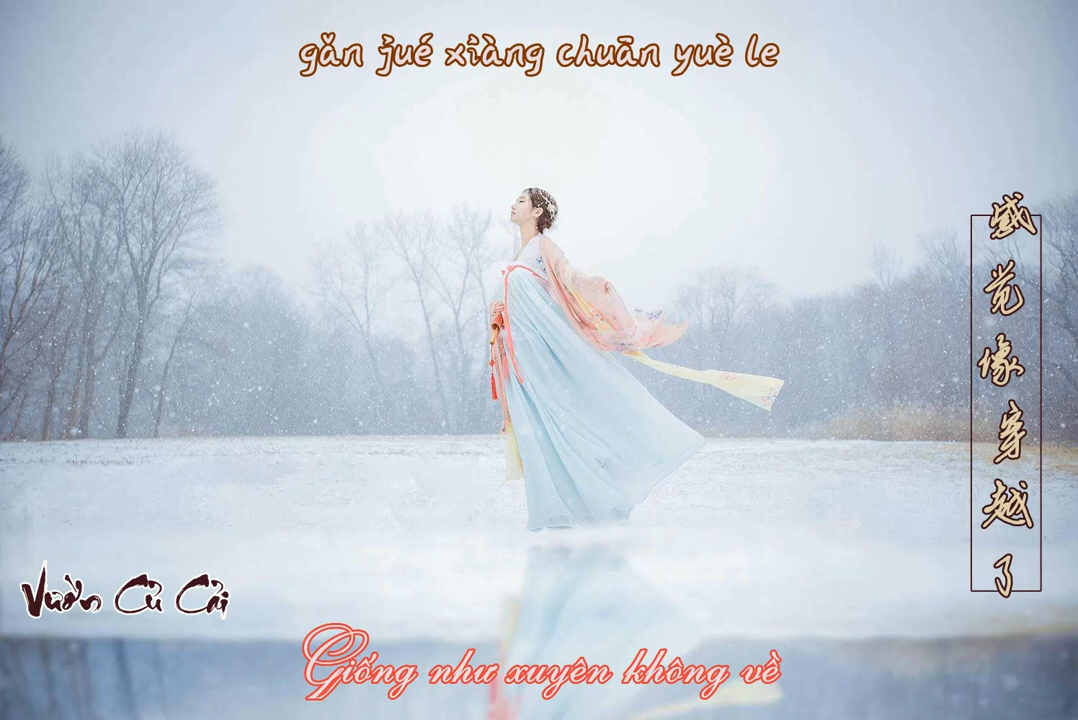 gǎn jué xiàng chuān yuè le
感觉像穿越了
Vườn Củ Cải
Giống như xuyên không về